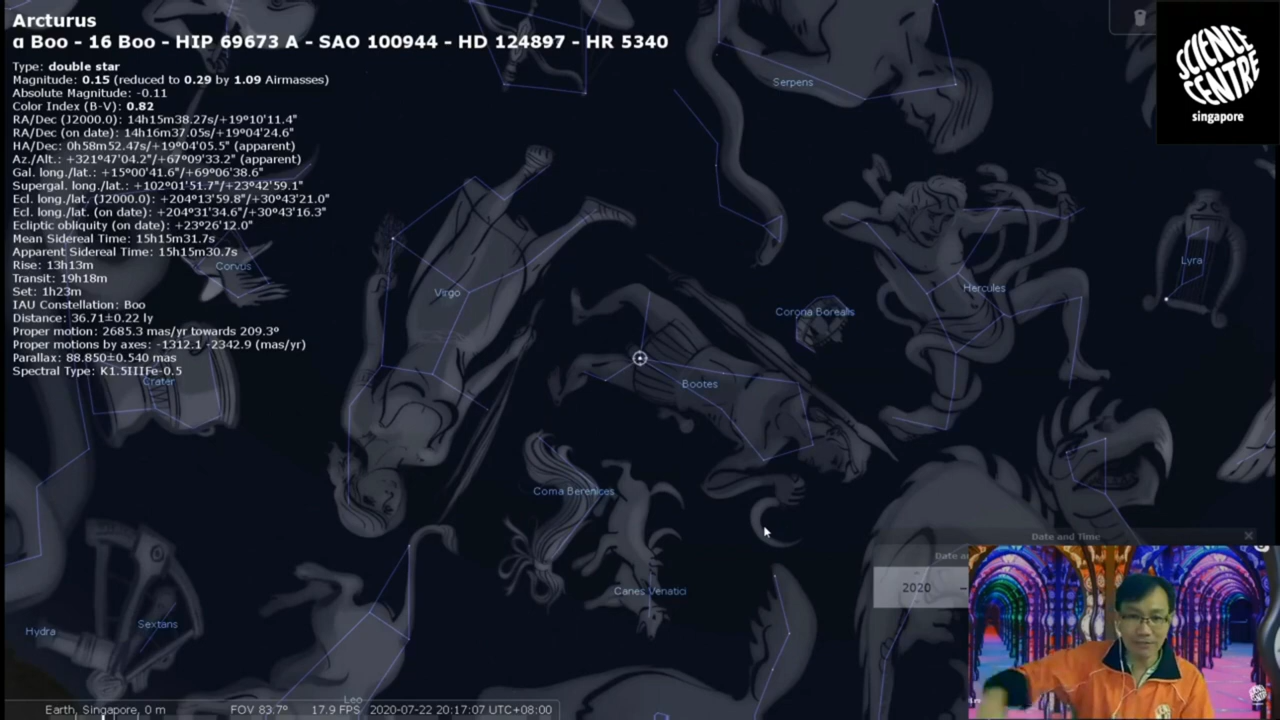 Arcturus
α Boo - 16 Boo - HIP 69673 A - SAO 100944 - HD 124897 - HR 5340
Type: double star
Magnitude: 0.15 (reduced to 0.29 by 1.09 Airmasses)
Absolute Magnitude: -0.11
Color Index (B-V): 0.82
RA/Dec (J2000.0): 14h15m38.27s/+19°10'11.4"
RA/Dec (on date): 14h16m37.05s/+19°04'24.6"
HA/Dec: 0h58m52.47s/+19°04'05.5" (apparent)
Az./Alt.: +321°47'04.2"/+67°09'33.2" (apparent)
Gal. long./lat.: +15°00'41.6"/+69°06'38.6"
Supergal. long./lat.: +102°01'51.7"/+23°42'59.1"
Ecl. long./lat. (J2000.0): +204°13'59.8"/+30°43'21.0"
Ecl. long./lat. (on date): +204°31'34.6"/+30°43'16.3"
Ecliptic obliquity (on date): +23°26'12.0"
Mean Sidereal Time: 15h15m31.7s
Apparent Sidereal Time: 15h15m30.7s
Rise: 13h13m
Transit: 19h18m
Set: 1h23m
IAU Constellation: Boo
Distance: 36.71±0.22 ly
Proper motion: 2685.3 mas/yr towards 209.3°
Proper motions by axes: -1312.1 -2342.9 (mas/yr)
Parallax: 88.850±0.540 mas
Spectral Type: K1.5IIIFe-0.5
SCIENCE
CENTRE
singapore
Serpens
Corvus
Lyra
Virgo
Hercules
Corona Borealis
Crater
Bootes
Coma Berenices
Canes Venatici
Date and Time
Date a
2020
Hydra
Sextans
Leo
Earth, Singapore, 0 m
FOV 83.7°
17.9 FPS
2020-07-22 20:17:07 UTC+08:00